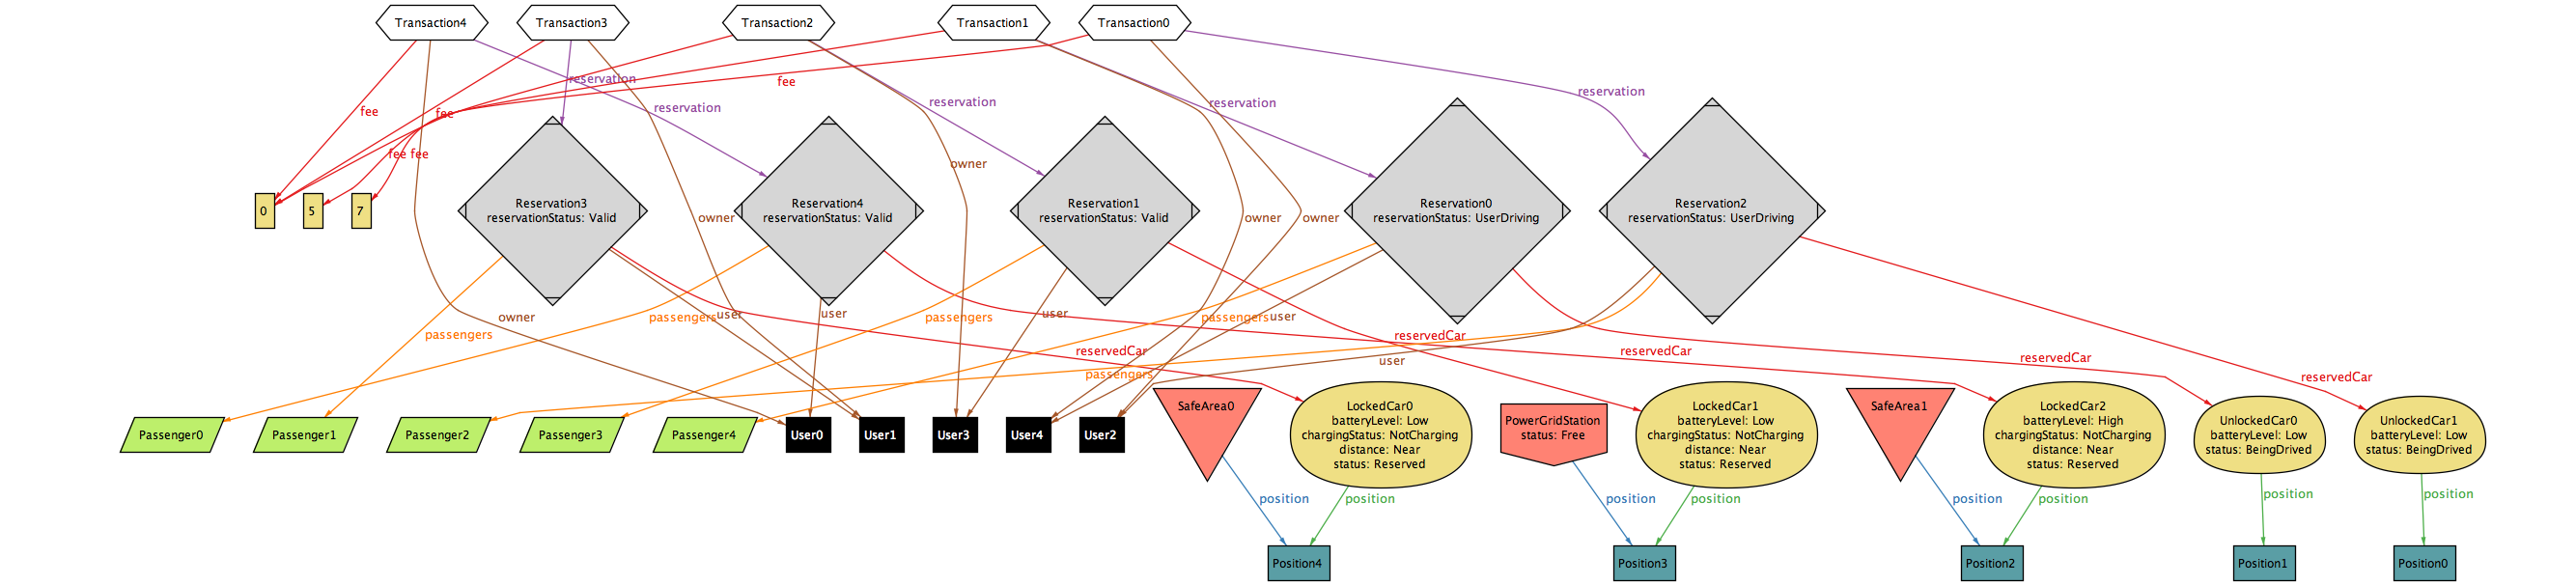 Transaction4
Transaction3
Transaction2
Transaction1
Transaction0
reservation
fee
reservation
reservation
reservation
reservation
fee
fee
fee fee
owner
0
5
7
Reservation3
reservationStatus: Valid
Reservation4
reservationStatus: Valid
Reservation1
reservationStatus: Valid
Reservation0
reservationStatus: UserDriving
Reservation2
reservationStatus: UserDriving
owner
owner
owner
owner
passengers
passengers
user
user
passengers
user
passengers
user
reservedCar
reservedCar
reservedCar
reservedCar
passengers
user
reservedCar
Passenger0
Passenger1
Passenger2
Passenger3
Passenger4
User0
User1
User3
User4
User2
SafeArea0
LockedCar0
batteryLevel: Low
chargingStatus: NotCharging
distance: Near
status: Reserved
PowerGridStation
status: Free
LockedCar1
batteryLevel: Low
chargingStatus: NotCharging
distance: Near
status: Reserved
SafeArea1
LockedCar2
batteryLevel: High
chargingStatus: NotCharging
distance: Near
status: Reserved
UnlockedCar0
batteryLevel: Low
status: BeingDrived
UnlockedCar1
batteryLevel: Low
status: BeingDrived
position
position
position
position
position
position
position
position
Position4
Position3
Position2
Position1
Position0